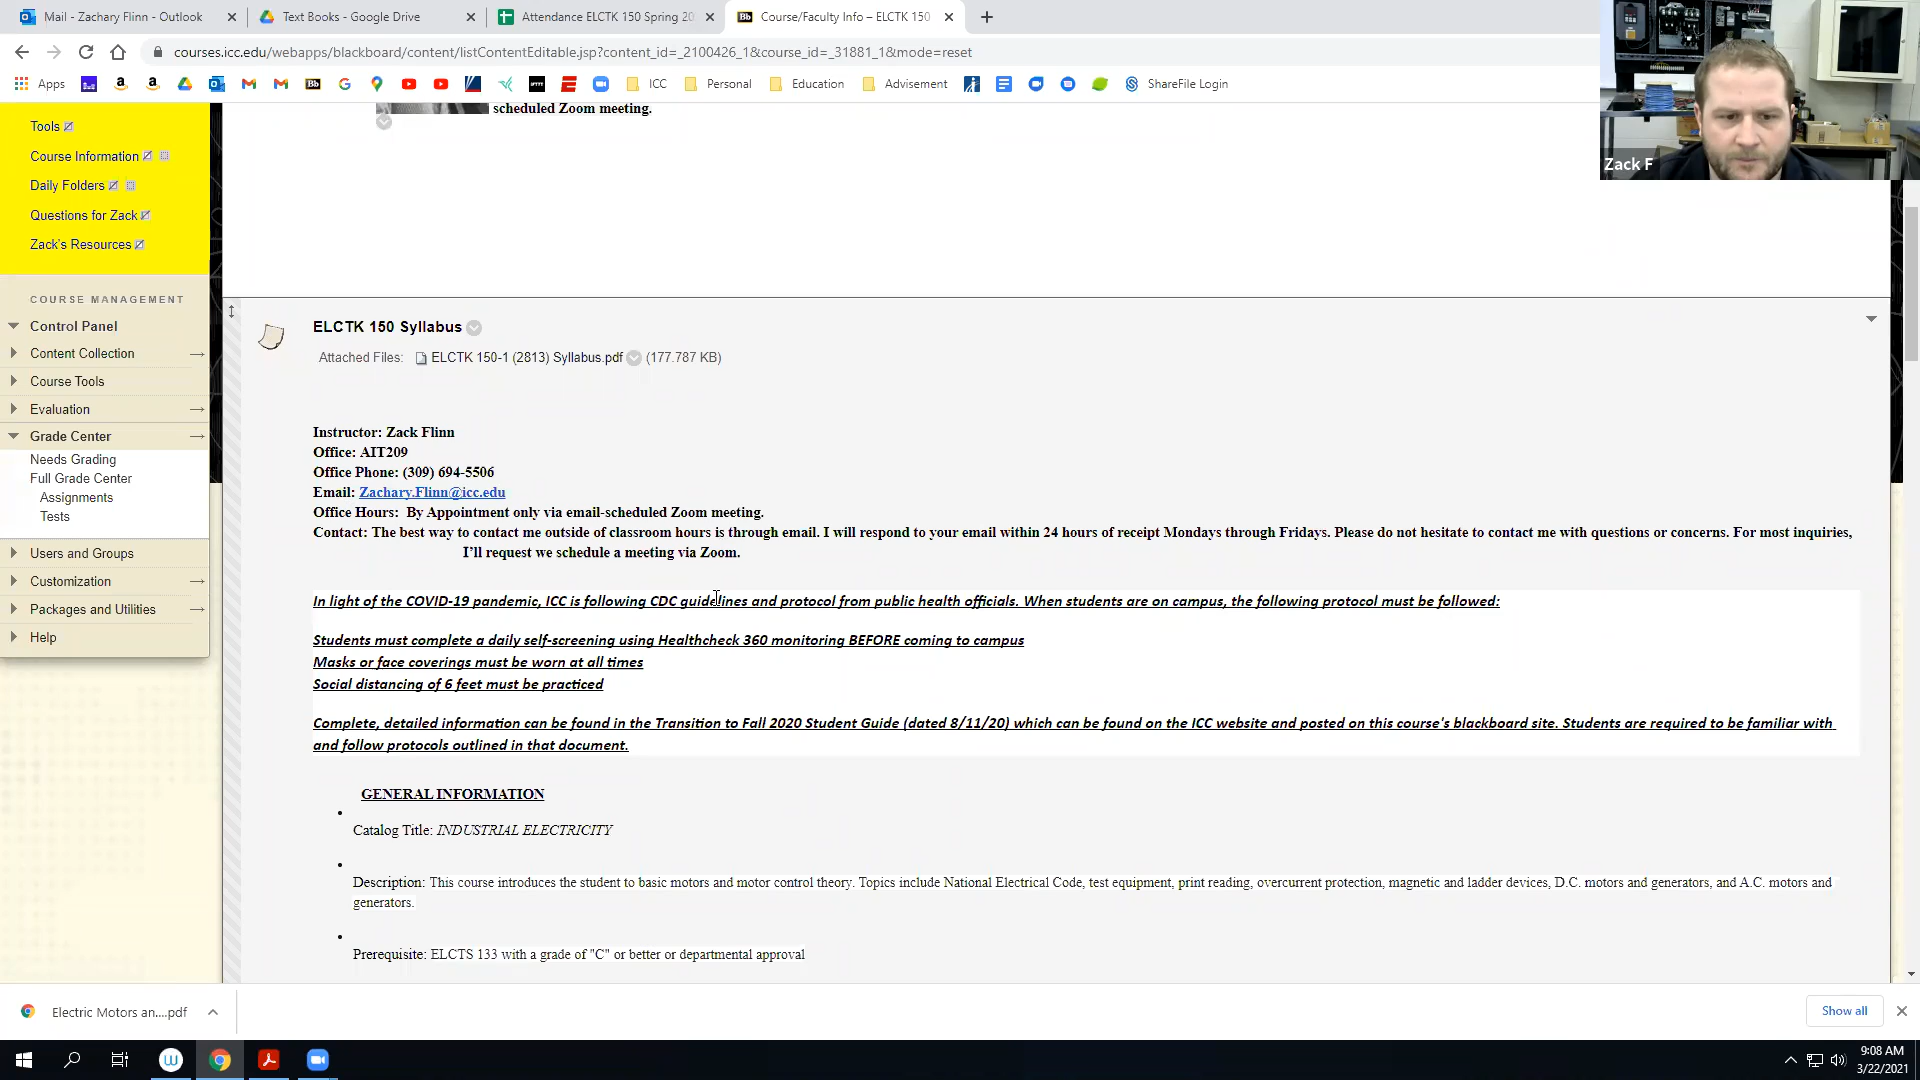 Mail - Zachary Flinn - Outlook
Text Books - Google Drive
Attendance ELCTK 150 Spring 20
Course/Faculty Info – ELCTK 150
courses.icc.edu/webapps/blackboard/content/listContentEditable.jsp?content_id=_2100426_1&course_id=_31881_1&mode=reset
Apps
ICC
Personal
Education
Advisement
ShareFile Login
Zack F
scheduled Zoom meeting.
Tools
Course Information
Daily Folders
Questions for Zack
Zack's Resources
COURSE MANAGEMENT
Control Panel
Content Collection
Course Tools
Evaluation
Grade Center
Needs Grading
Full Grade Center
Assignments
Tests
Users and Groups
Customization
Packages and Utilities
Help
ELCTK 150 Syllabus
Attached Files: ELCTK 150-1 (2813) Syllabus.pdf (177.787 KB)
Instructor: Zack Flinn
Office: AIT209
Office Phone: (309) 694-5506
Email: Zachary.Flinn@icc.edu
Office Hours: By Appointment only via email-scheduled Zoom meeting.
Contact: The best way to contact me outside of classroom hours is through email. I will respond to your email within 24 hours of receipt Mondays through Fridays. Please do not hesitate to contact me with questions or concerns. For most inquiries,
I'll request we schedule a meeting via Zoom.
In light of the COVID-19 pandemic, ICC is following CDC guidelines and protocol from public health officials. When students are on campus, the following protocol must be followed:
Students must complete a daily self-screening using Healthcheck 360 monitoring BEFORE coming to campus
Masks or face coverings must be worn at all times
Social distancing of 6 feet must be practiced
Complete, detailed information can be found in the Transition to Fall 2020 Student Guide (dated 8/11/20) which can be found on the ICC website and posted on this course's blackboard site. Students are required to be familiar with
and follow protocols outlined in that document.
GENERAL INFORMATION
Catalog Title: INDUSTRIAL ELECTRICITY
Description: This course introduces the student to basic motors and motor control theory. Topics include National Electrical Code, test equipment, print reading, overcurrent protection, magnetic and ladder devices, D.C. motors and generators, and A.C. motors and
generators.
Prerequisite: ELCTS 133 with a grade of "C" or better or departmental approval
Electric Motors an....pdf
Show all
9:08 AM
3/22/2021